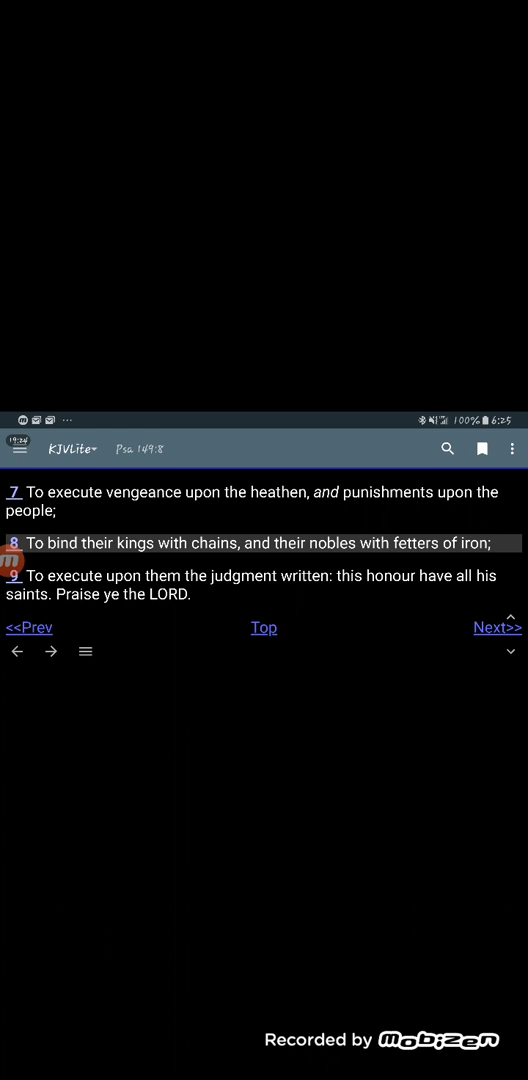 100% 6:25
19:24
KJVLite Psa 149:8
7 To execute vengeance upon the heathen, and punishments upon the
people;
8 To bind their kings with chains, and their nobles with fetters of iron;
9 To execute upon them the judgment written: this honour have all his
saints. Praise ye the LORD.
<<Prev Top Next>>
Recorded by mobizen